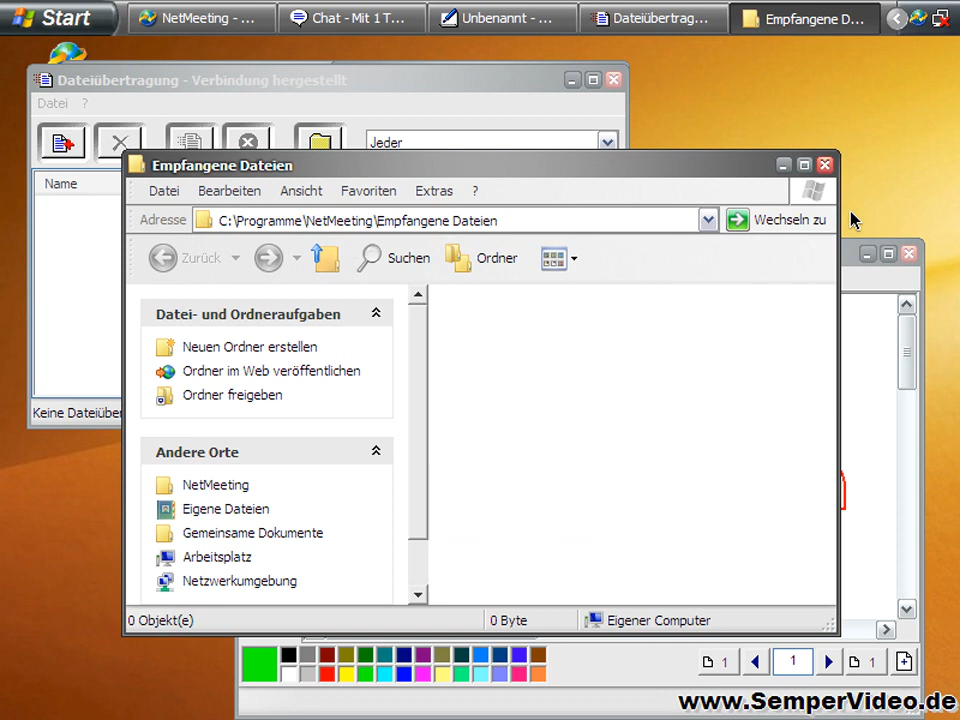 Start
NetMeeting - ...
Chat - Mit 1 T...
Unbenannt - ...
Dateiübertrag...
Empfangene D...
Dateiübertragung - Verbindung hergestellt
Datei ?
Jeder
Name
Empfangene Dateien
Datei Bearbeiten Ansicht Favoriten Extras ?
Adresse C:\Programme\NetMeeting\Empfangene Dateien Wechseln zu
Zurück Suchen Ordner
Datei- und Ordneraufgaben
Neuen Ordner erstellen
Ordner im Web veröffentlichen
Ordner freigeben
Keine Dateiüber
Andere Orte
NetMeeting
Eigene Dateien
Gemeinsame Dokumente
Arbeitsplatz
Netzwerkumgebung
0 Objekt(e) 0 Byte Eigener Computer
1 1 1
www.SemperVideo.de